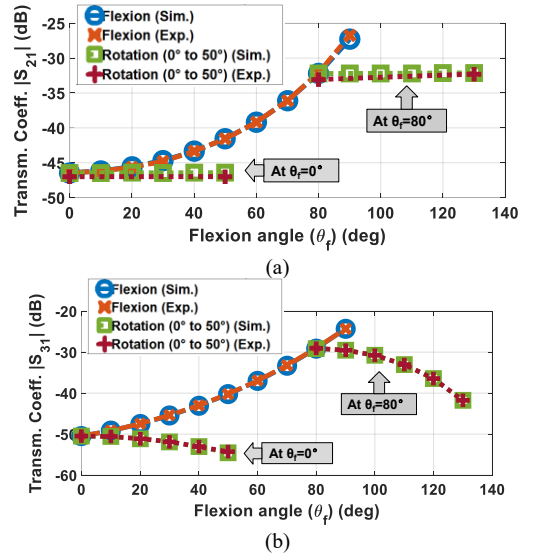 (a)
-25
-30
-35
-40
-45
-50
Transm. Coeff. |S21| (dB)
Flexion (Sim.)
Flexion (Exp.)
Rotation (0° to 50°) (Sim.)
Rotation (0° to 50°) (Exp.)
At θf=80°
At θf=0°
0 20 40 60 80 100 120 140
Flexion angle (θf) (deg)
(a)
-20
-30
-40
-50
-60
Transm. Coeff. |S31| (dB)
Flexion (Sim.)
Flexion (Exp.)
Rotation (0° to 50°) (Sim.)
Rotation (0° to 50°) (Exp.)
At θf=80°
At θf=0°
0 20 40 60 80 100 120 140
Flexion angle (θf) (deg)
(b)